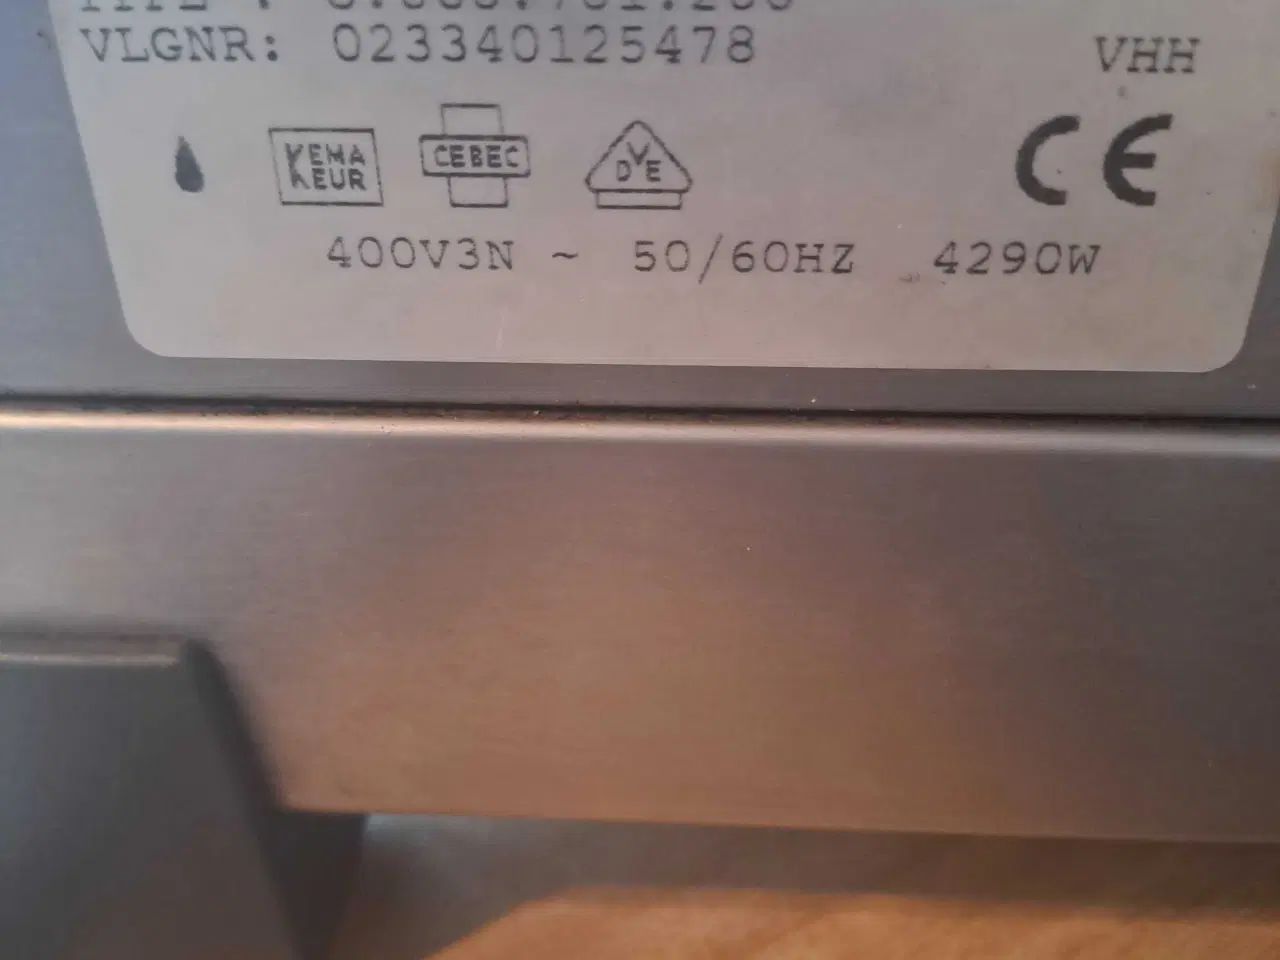 VLGNR: 023340125478
VHH
KEMA KEUR
CEBEC
DVE
CE
400V3N ~ 50/60HZ 4290W